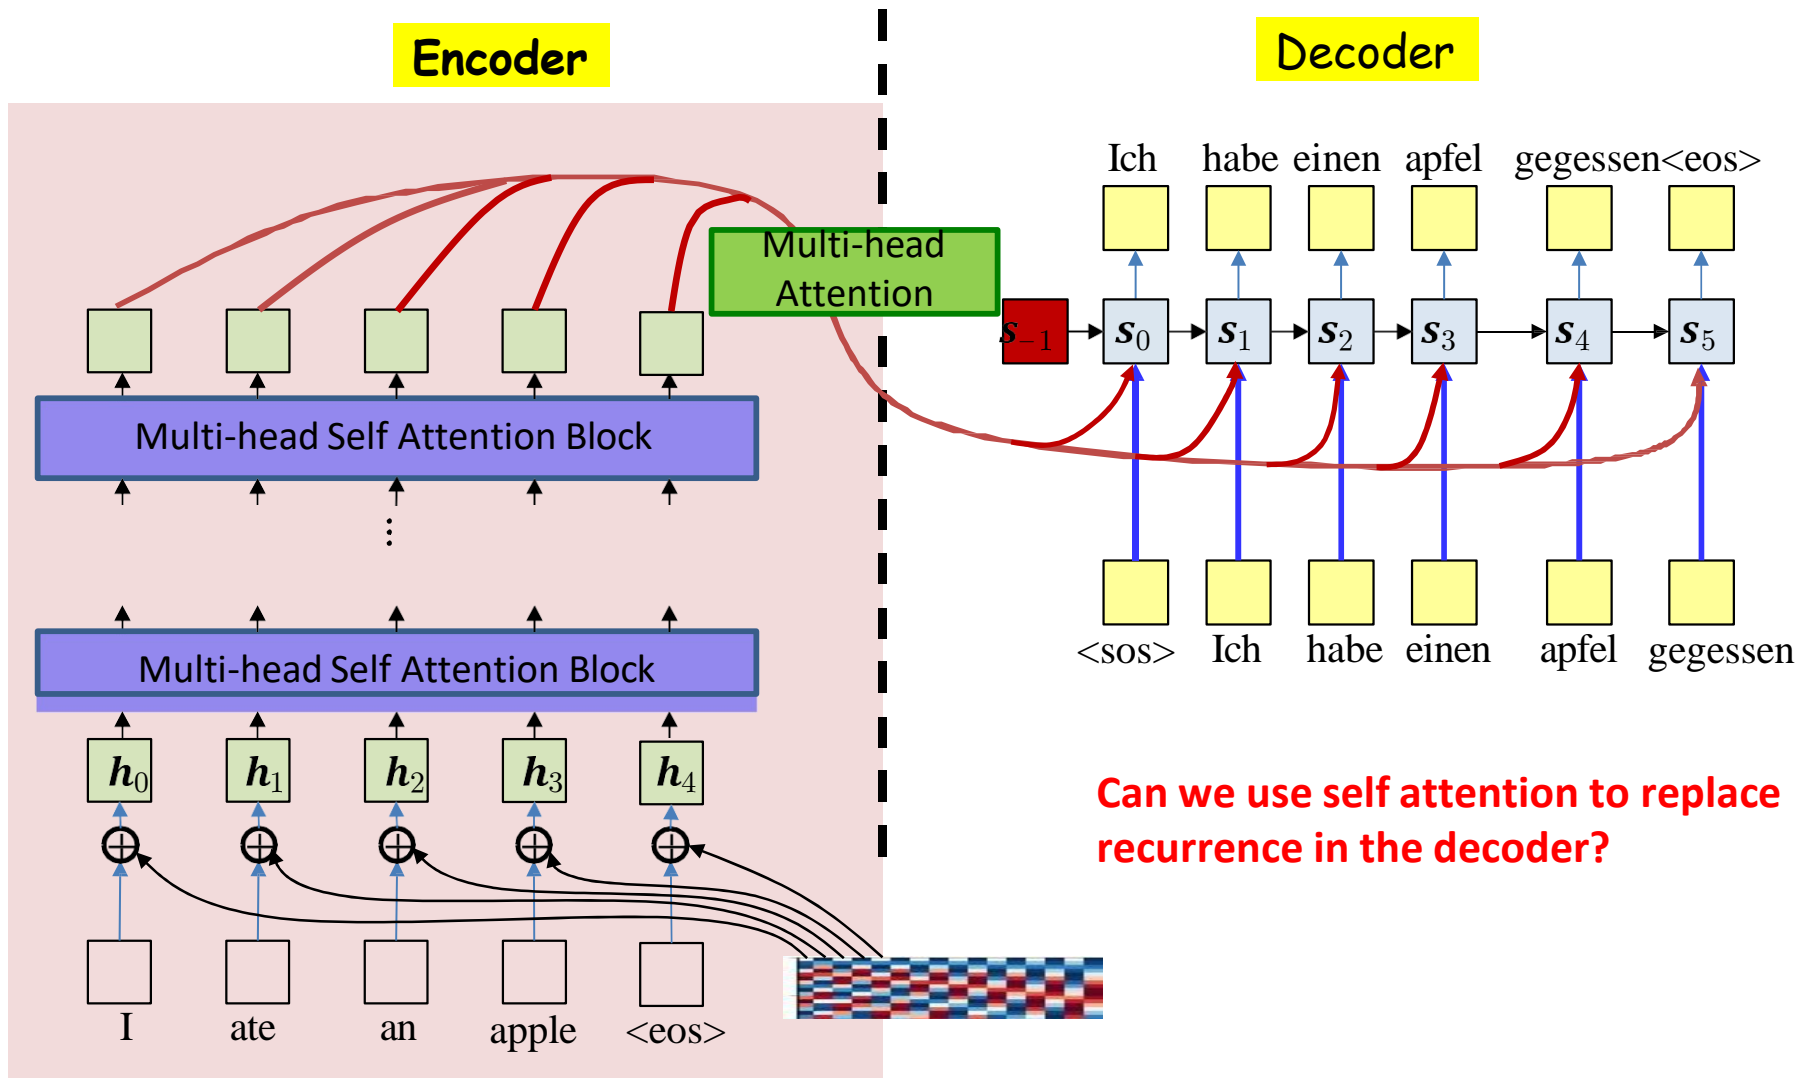 Encoder
Decoder
Ich habe einen apfel gegessen<eos>
Multi-head
Attention
s−1 s0 s1 s2 s3 s4 s5
Multi-head Self Attention Block
⋮
Multi-head Self Attention Block
<sos> Ich habe einen apfel gegessen
h0 h1 h2 h3 h4
Can we use self attention to replace
recurrence in the decoder?
I ate an apple <eos>